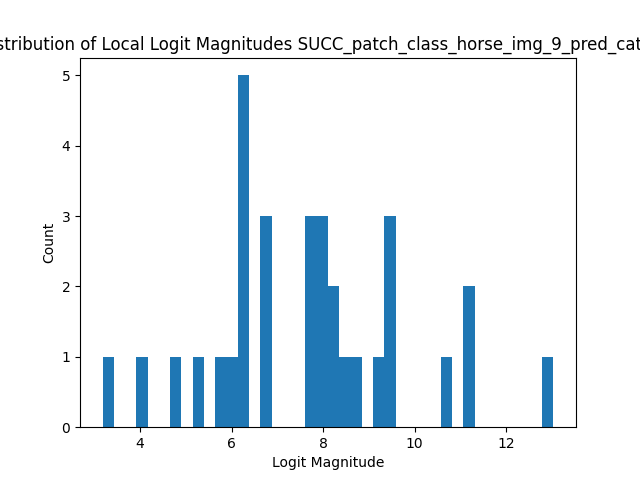 stribution of Local Logit Magnitudes SUCC_patch_class_horse_img_9_pred_cat
5
4
3
2
1
0
Count
4 6 8 10 12
Logit Magnitude